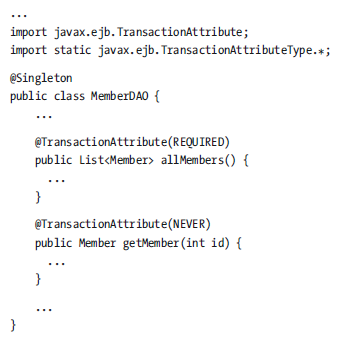 ...
import javax.ejb.TransactionAttribute;
import static javax.ejb.TransactionAttributeType.*;
@Singleton
public class MemberDAO {
...
@TransactionAttribute(REQUIRED)
public List<Member> allMembers() {
...
}
@TransactionAttribute(NEVER)
public Member getMember(int id) {
...
}
...
}